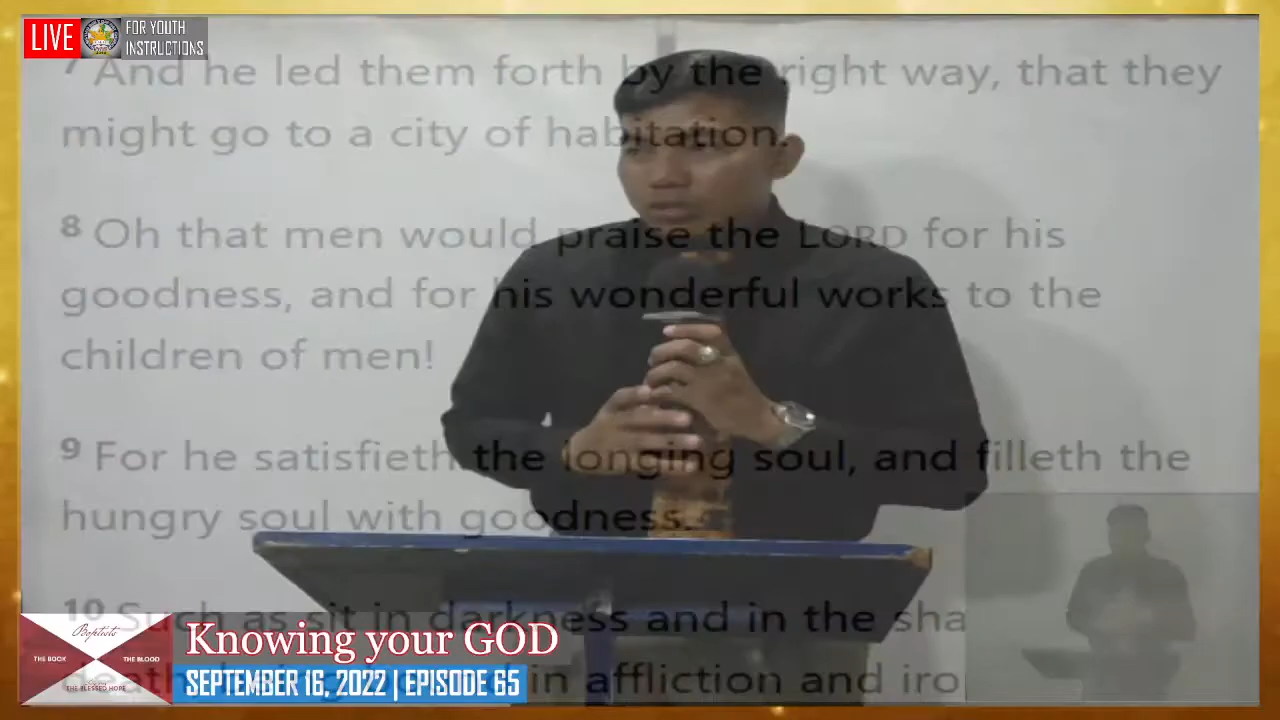 LIVE
FOR YOUTH
INSTRUCTIONS
7 And he led them forth by the right way, that they
might go to a city of habitation.
8 Oh that men would praise the LORD for his
goodness, and for his wonderful works to the
children of men!
9 For he satisfieth the longing soul, and filleth the
hungry soul with goodness.
10 Such as sit in darkness and in the sha
in affliction and iro
Baptists
THE BOOK
THE BLOOD
THE BLESSED HOPE
Knowing your GOD
SEPTEMBER 16, 2022 | EPISODE 65